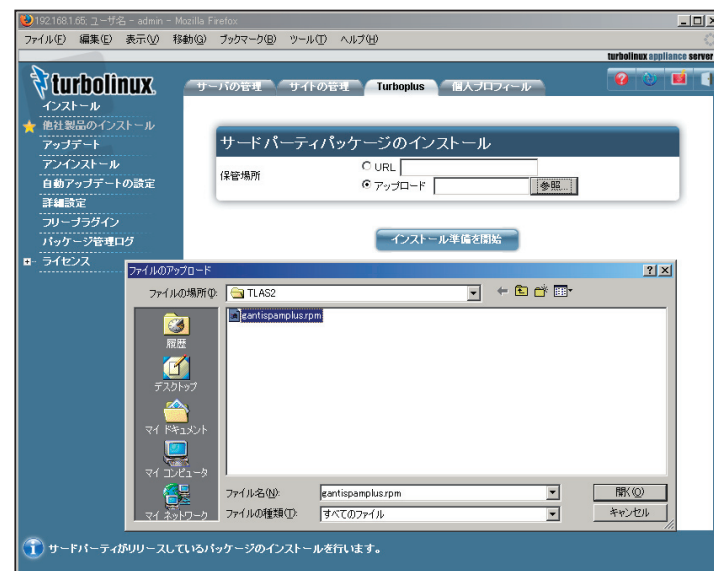 192.168.1.65; ユーザ名 - admin - Mozilla Firefox
ファイル(F) 編集(E) 表示(V) 移動(G) ブックマーク(B) ツール(T) ヘルプ(H)
turbolinux appliance server
turbolinux.
サーバの管理 サイトの管理 Turboplus 個人プロフィール
インストール
他社製品のインストール
アップデート
アンインストール
自動アップデートの設定
詳細設定
フリープラグイン
パッケージ管理ログ
ライセンス
サードパーティパッケージのインストール
保管場所
URL
アップロード 参照...
インストール準備を開始
ファイルのアップロード
ファイルの場所(I): TLAS2
gantispamplus.rpm
履歴
デスクトップ
マイ ドキュメント
マイ コンピュータ
マイ ネットワーク
ファイル名(N): gantispamplus.rpm 開く(O)
ファイルの種類(T): すべてのファイル キャンセル
サードパーティがリリースしているパッケージのインストールを行います。